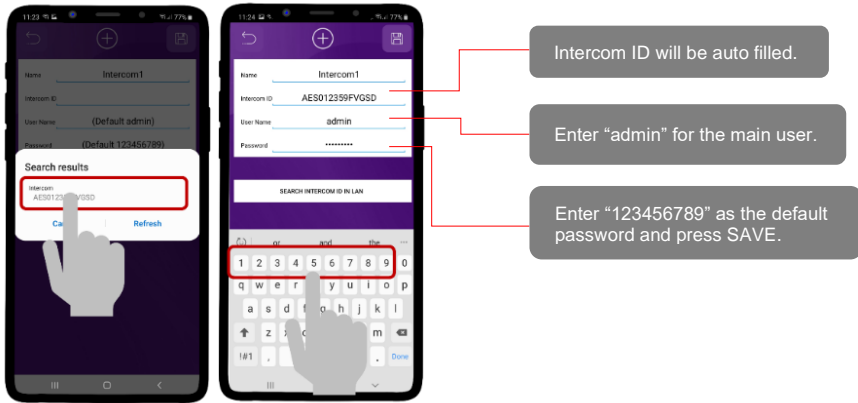 11:23
77%
Name Intercom1
Intercom ID
User Name (Default admin)
Password (Default 123456789)
Search results
Intercom
AES0123 VGSD
Refresh
11:24
77%
Name Intercom1
Intercom ID AES012359FVGSD
User Name admin
Password •••••••••
SEARCH INTERCOM ID IN LAN
or and the
1 2 3 4 5 6 7 8 9 0
q w e r y u i o p
a s d f g h j k l
z m
!#1 , . Done
Intercom ID will be auto filled.
Enter “admin” for the main user.
Enter “123456789” as the default
password and press SAVE.